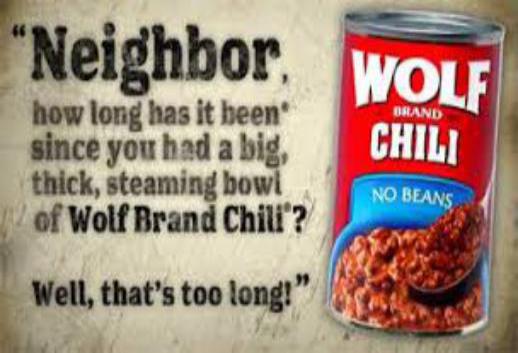 “Neighbor,
how long has it been
since you had a big,
thick, steaming bowl
of Wolf Brand Chili®?
Well, that's too long!”
WOLF
BRAND
CHILI
NO BEANS